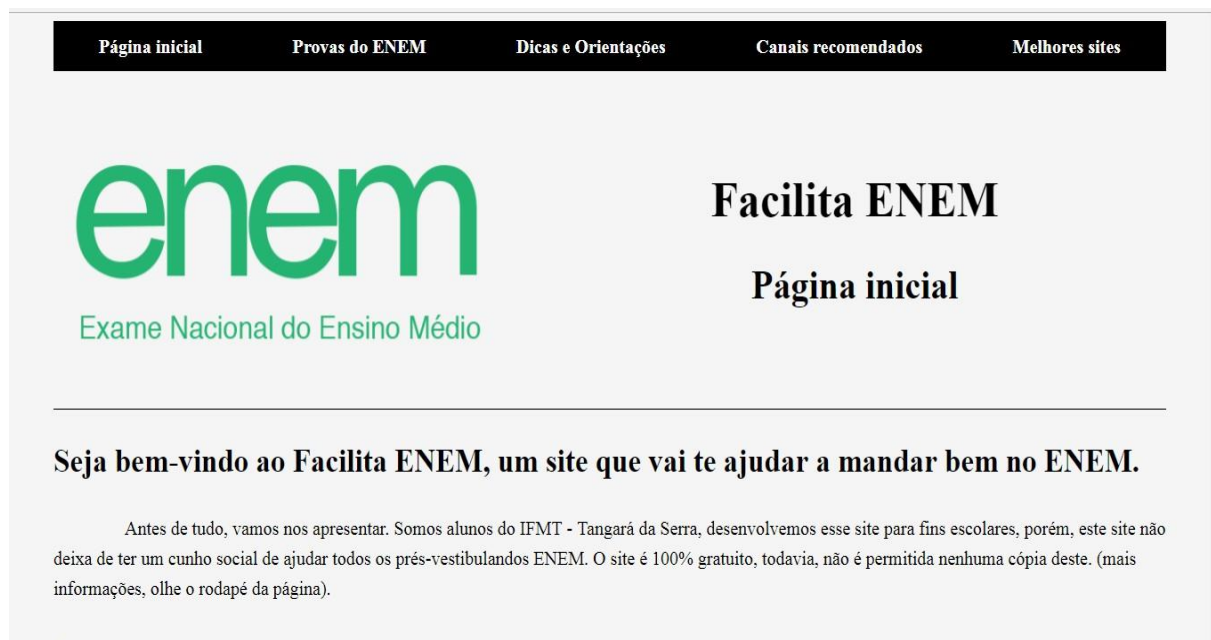 Página inicial Provas do ENEM Dicas e Orientações Canais recomendados Melhores sites
enem
Exame Nacional do Ensino Médio
Facilita ENEM
Página inicial
Seja bem-vindo ao Facilita ENEM, um site que vai te ajudar a mandar bem no ENEM.
Antes de tudo, vamos nos apresentar. Somos alunos do IFMT - Tangará da Serra, desenvolvemos esse site para fins escolares, porém, este site não
deixa de ter um cunho social de ajudar todos os prés-vestibulandos ENEM. O site é 100% gratuito, todavia, não é permitida nenhuma cópia deste. (mais
informações, olhe o rodapé da página).